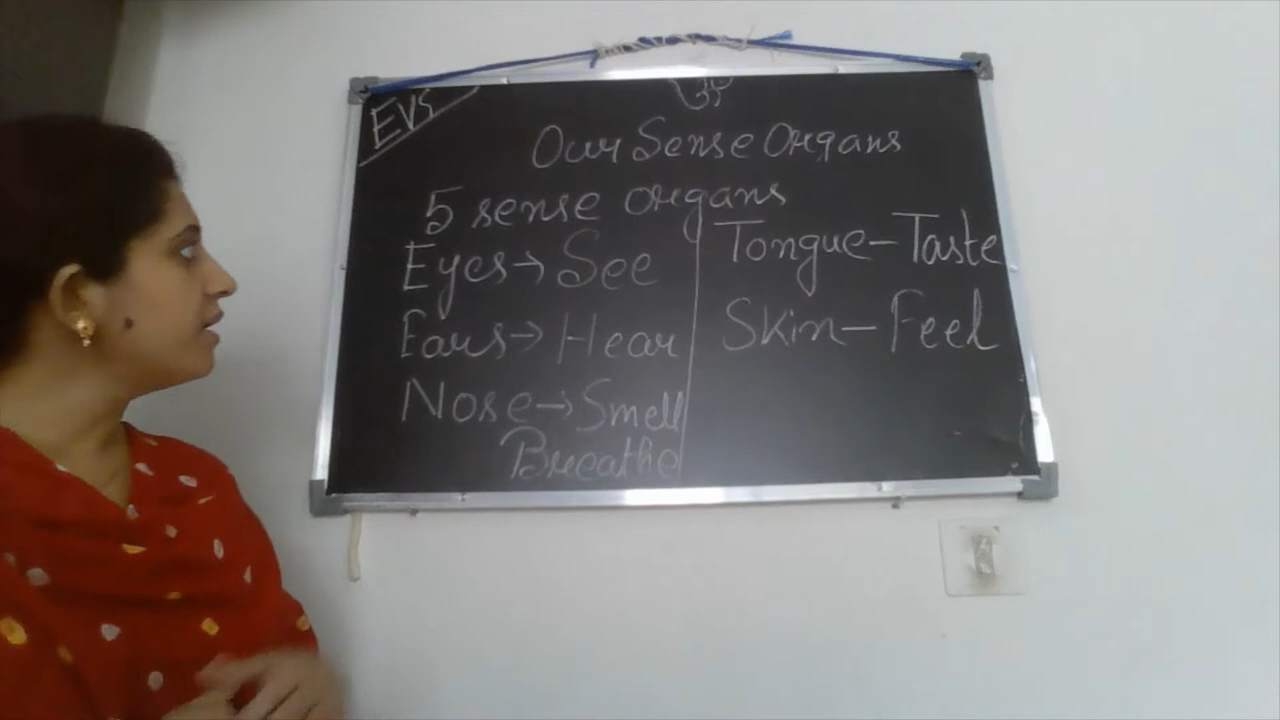 EVS
ॐ
Our Sense Organs
5 sense organs
Eyes→See
Ears→Hear
Nose→Smell
Breathe
Tongue–Taste
Skin–Feel